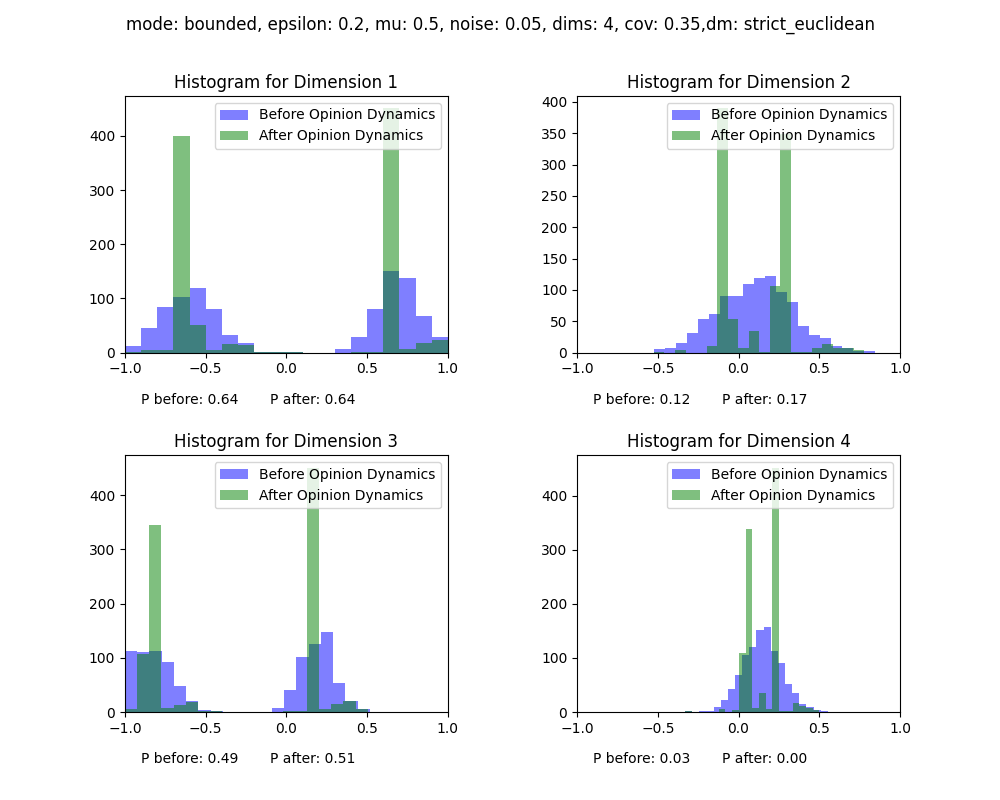 mode: bounded, epsilon: 0.2, mu: 0.5, noise: 0.05, dims: 4, cov: 0.35,dm: strict_euclidean
Histogram for Dimension 1
Before Opinion Dynamics
After Opinion Dynamics
400
300
200
100
0
−1.0 −0.5 0.0 0.5 1.0
P before: 0.64 P after: 0.64
Histogram for Dimension 2
Before Opinion Dynamics
After Opinion Dynamics
400
350
300
250
200
150
100
50
0
−1.0 −0.5 0.0 0.5 1.0
P before: 0.12 P after: 0.17
Histogram for Dimension 3
Before Opinion Dynamics
After Opinion Dynamics
400
300
200
100
0
−1.0 −0.5 0.0 0.5 1.0
P before: 0.49 P after: 0.51
Histogram for Dimension 4
Before Opinion Dynamics
After Opinion Dynamics
400
300
200
100
0
−1.0 −0.5 0.0 0.5 1.0
P before: 0.03 P after: 0.00